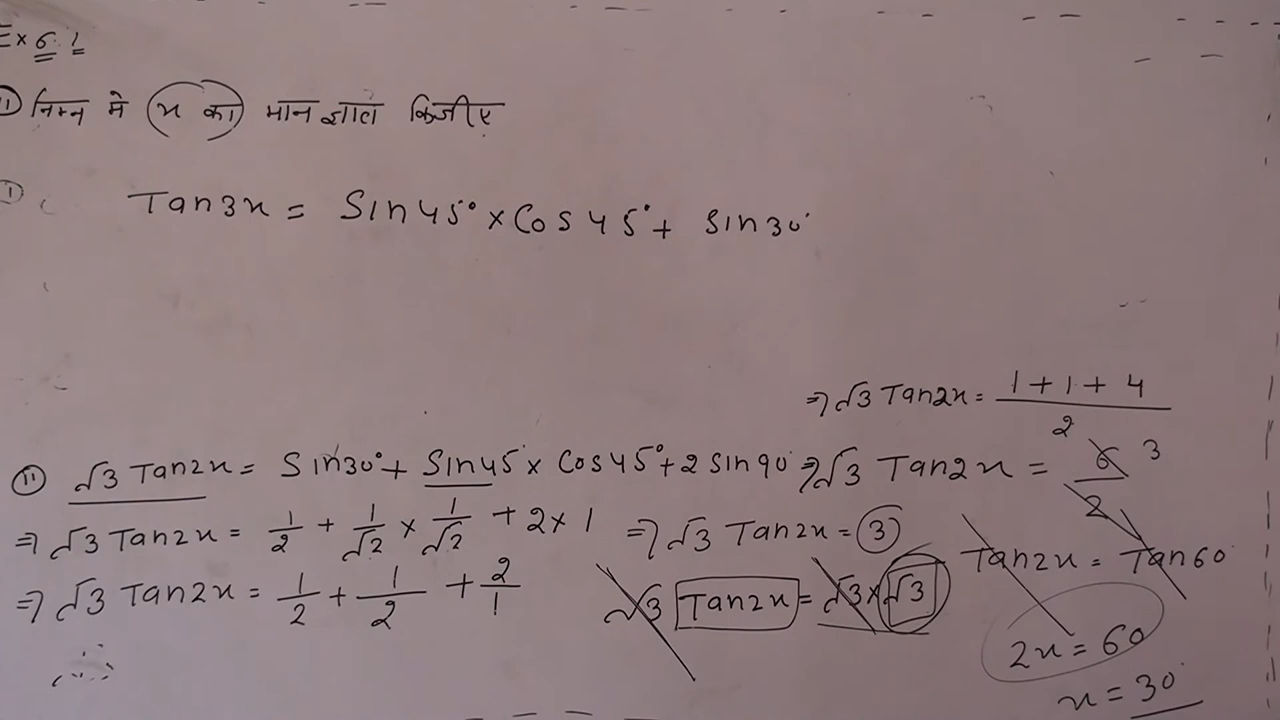 Ex 6.1
① निम्न मे x का मान ज्ञात किजीए
① Tan3x = Sin45° × Cos45° + Sin30°
⇒ √3 Tan2x = (1 + 1 + 4)/2
⑪ √3 Tan2x = Sin30° + Sin45° × Cos45° + 2 Sin90 ⇒ √3 Tan2x = 6/2 3
⇒ √3 Tan2x = 1/2 + 1/√2 × 1/√2 + 2×1 ⇒ √3 Tan2x = 3
⇒ √3 Tan2x = 1/2 + 1/2 + 2/1
√3 Tan2x = √3×√3
Tan2x = Tan60°
2x = 60
x = 30°